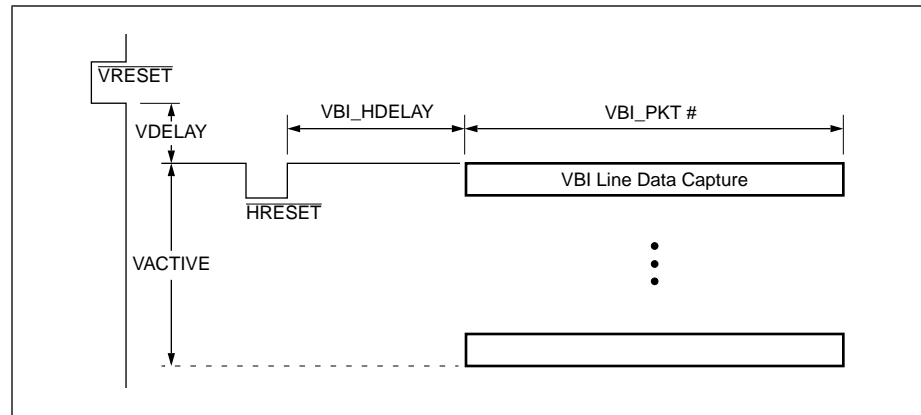 VRESET
VBI_HDELAY
VBI_PKT #
VDELAY
VBI Line Data Capture
HRESET
VACTIVE